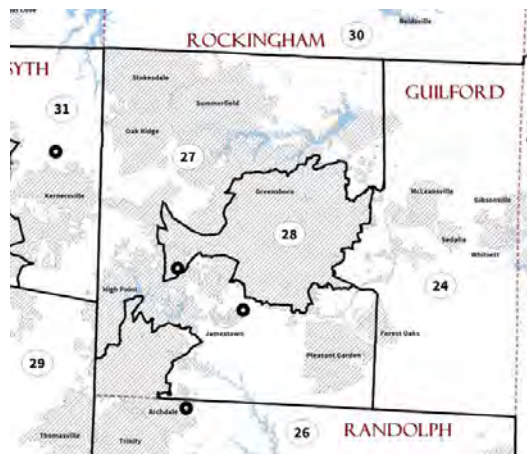 Reidsville
ROCKINGHAM
30
SYTH
31
Stokesdale
Summerfield
GUILFORD
Oak Ridge
27
Kernersville
Greensboro
McLeansville
Gibsonville
28
Sedalia
Whitsett
High Point
24
Jamestown
Forest Oaks
29
Pleasant Garden
Archdale
Thomasville
Trinity
26
RANDOLPH